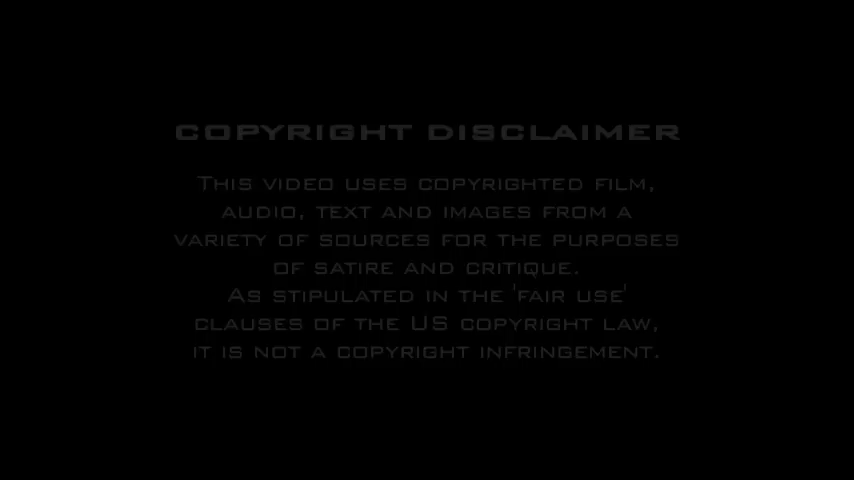 COPYRIGHT DISCLAIMER
THIS VIDEO USES COPYRIGHTED FILM,
AUDIO, TEXT AND IMAGES FROM A
VARIETY OF SOURCES FOR THE PURPOSES
OF SATIRE AND CRITIQUE.
AS STIPULATED IN THE 'FAIR USE'
CLAUSES OF THE US COPYRIGHT LAW,
IT IS NOT A COPYRIGHT INFRINGEMENT.